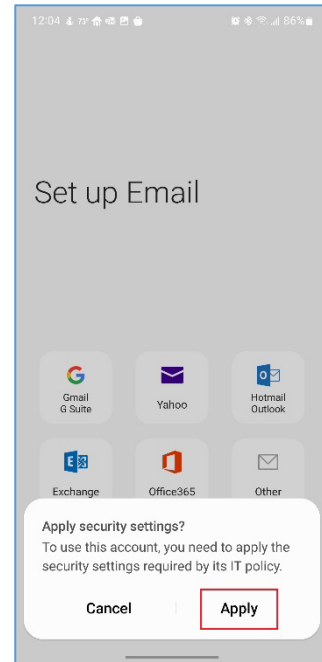 12:04 72° 86%
Set up Email
Gmail
G Suite
Yahoo
Hotmail
Outlook
Exchange
Office365
Other
Apply security settings?
To use this account, you need to apply the
security settings required by its IT policy.
Cancel
Apply